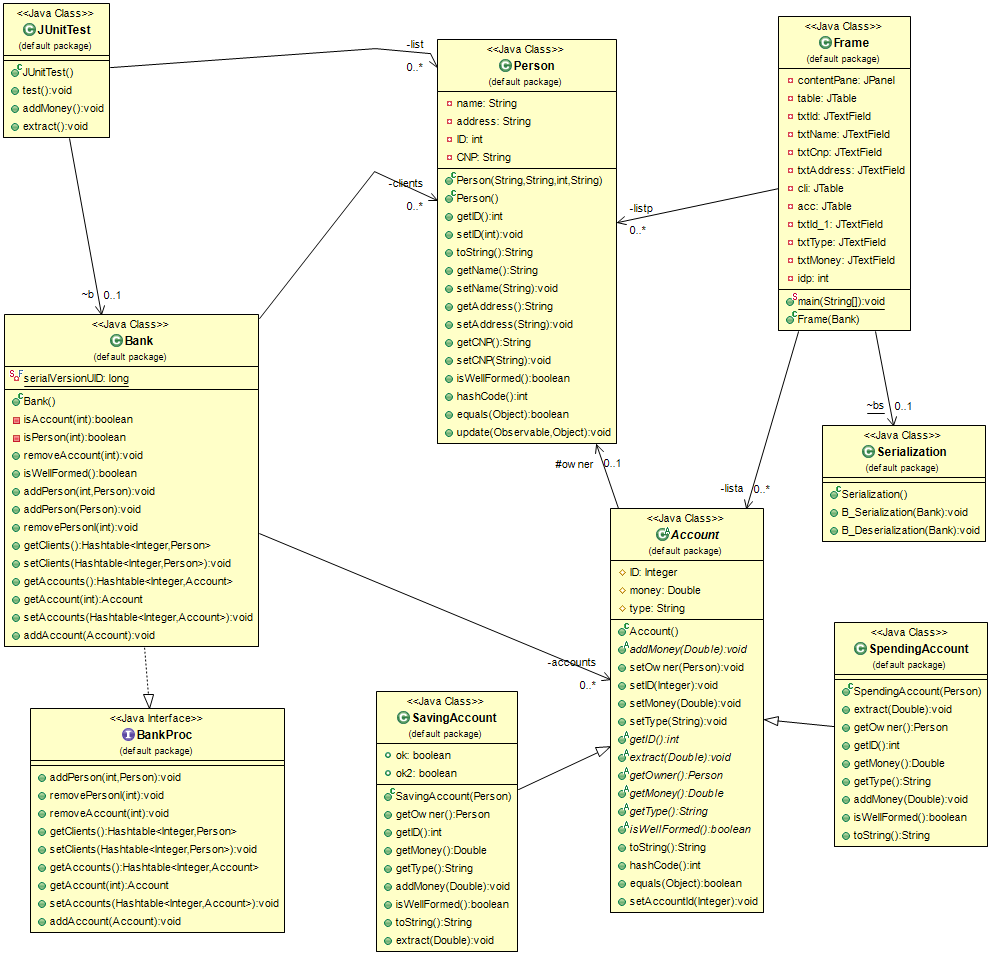 <<Java Class>>
JUnitTest
(default package)
JUnitTest()
test():void
addMoney():void
extract():void
-list
0..*
~b
0..1
<<Java Class>>
Person
(default package)
name: String
address: String
ID: int
CNP: String
Person(String,String,int,String)
Person()
getID():int
setID(int):void
toString():String
getName():String
setName(String):void
getAddress():String
setAddress(String):void
getCNP():String
setCNP(String):void
isWellFormed():boolean
hashCode():int
equals(Object):boolean
update(Observable,Object):void
<<Java Class>>
Frame
(default package)
contentPane: JPanel
table: JTable
txtId: JTextField
txtName: JTextField
txtCnp: JTextField
txtAddress: JTextField
cli: JTable
acc: JTable
txtId_1: JTextField
txtType: JTextField
txtMoney: JTextField
idp: int
main(String[]):void
Frame(Bank)
-clients
0..*
-listp
0..*
~bs
0..1
-lista
0..*
#owner
0..1
-accounts
0..*
<<Java Class>>
Bank
(default package)
serialVersionUID: long
Bank()
isAccount(int):boolean
isPerson(int):boolean
removeAccount(int):void
isWellFormed():boolean
addPerson(int,Person):void
addPerson(Person):void
removePersonI(int):void
getClients():Hashtable<Integer,Person>
setClients(Hashtable<Integer,Person>):void
getAccounts():Hashtable<Integer,Account>
getAccount(int):Account
setAccounts(Hashtable<Integer,Account>):void
addAccount(Account):void
<<Java Class>>
Serialization
(default package)
Serialization()
B_Serialization(Bank):void
B_Deserialization(Bank):void
<<Java Class>>
Account
(default package)
ID: Integer
money: Double
type: String
Account()
addMoney(Double):void
setOwner(Person):void
setID(Integer):void
setMoney(Double):void
setType(String):void
getID():int
extract(Double):void
getOwner():Person
getMoney():Double
getType():String
isWellFormed():boolean
toString():String
hashCode():int
equals(Object):boolean
setAccountId(Integer):void
<<Java Class>>
SpendingAccount
(default package)
SpendingAccount(Person)
extract(Double):void
getOwner():Person
getID():int
getMoney():Double
getType():String
addMoney(Double):void
isWellFormed():boolean
toString():String
<<Java Class>>
SavingAccount
(default package)
ok: boolean
ok2: boolean
SavingAccount(Person)
getOwner():Person
getID():int
getMoney():Double
getType():String
addMoney(Double):void
isWellFormed():boolean
toString():String
extract(Double):void
<<Java Interface>>
BankProc
(default package)
addPerson(int,Person):void
removePersonI(int):void
removeAccount(int):void
getClients():Hashtable<Integer,Person>
setClients(Hashtable<Integer,Person>):void
getAccounts():Hashtable<Integer,Account>
getAccount(int):Account
setAccounts(Hashtable<Integer,Account>):void
addAccount(Account):void